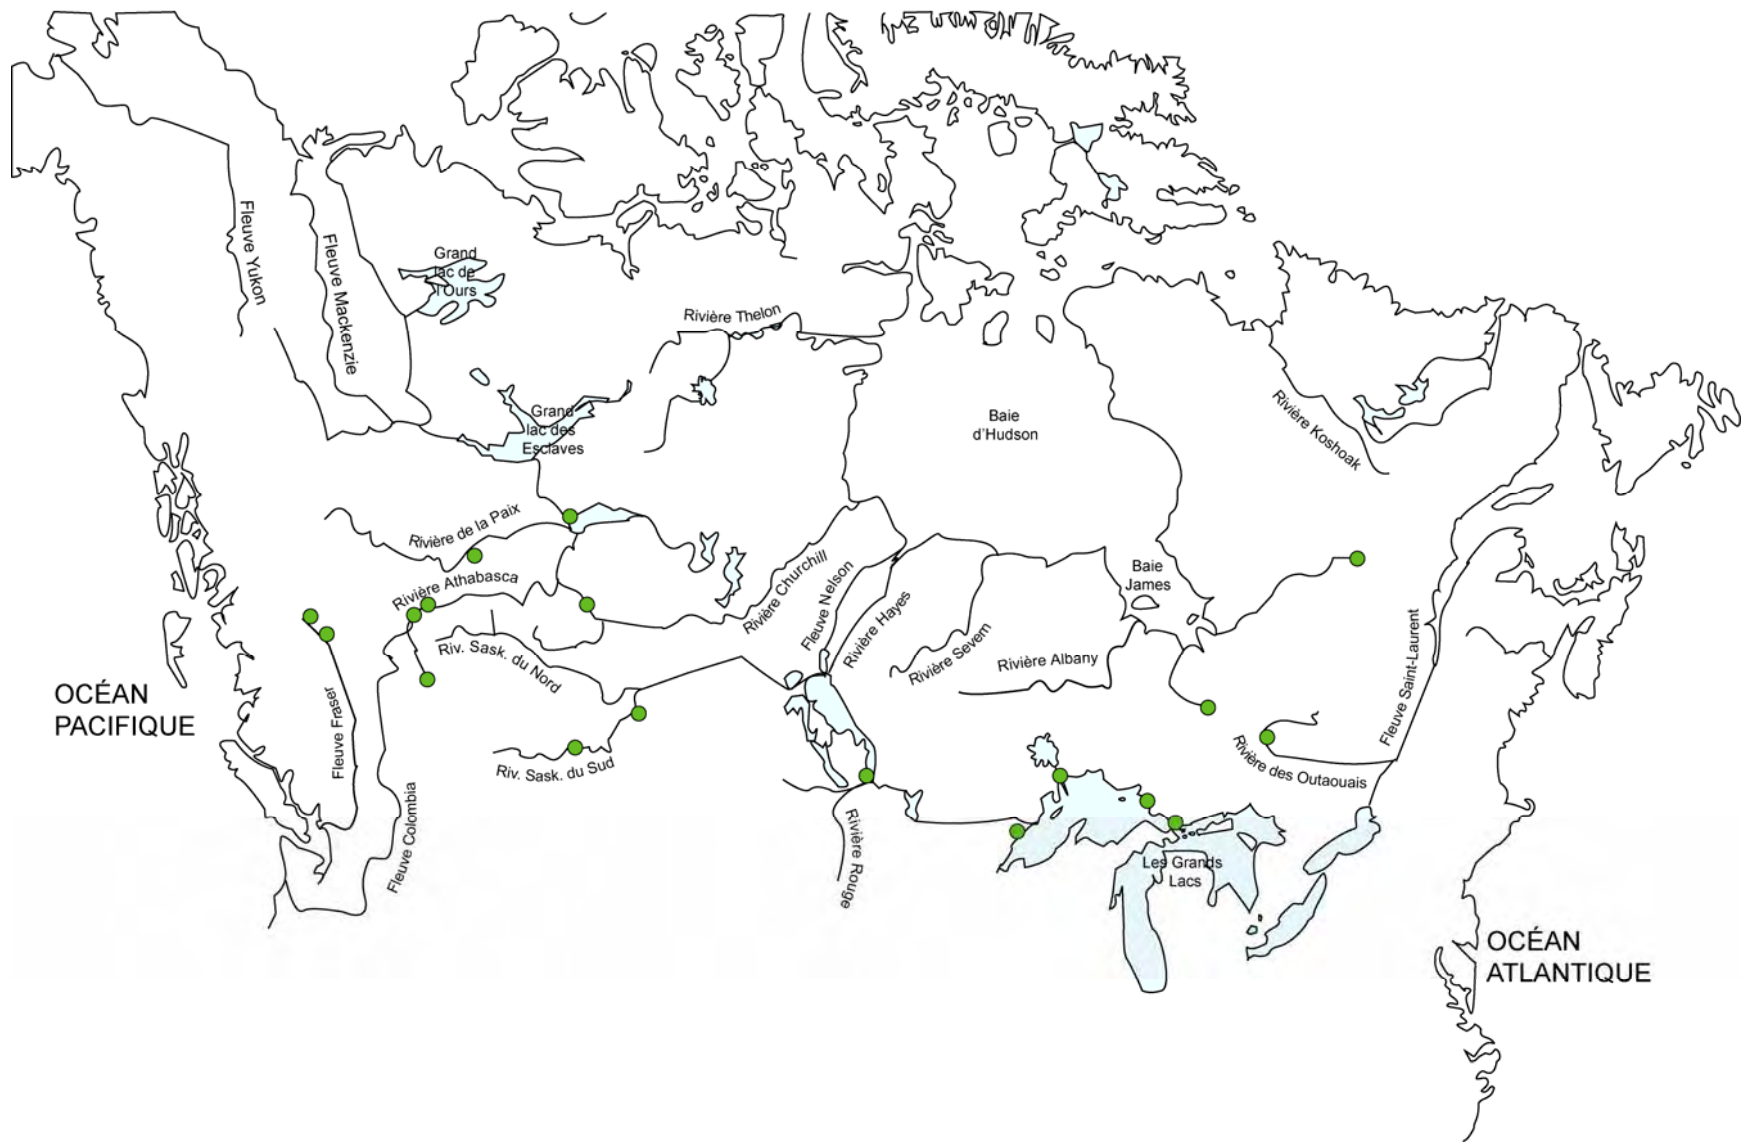 Grand
lac de
l'Ours
Fleuve Yukon
Fleuve Mackenzie
Rivière Thelon
Grand
lac des
Esclaves
Baie
d'Hudson
Rivière Koshoak
Rivière de la Paix
Rivière Athabasca
Rivière Churchill
Fleuve Nelson
Rivière Hayes
Baie
James
Riv. Sask. du Nord
Rivière Severn
Rivière Albany
Fleuve Saint-Laurent
OCÉAN
PACIFIQUE
Fleuve Fraser
Riv. Sask. du Sud
Rivière des Outaouais
Fleuve Colombia
Rivière Rouge
Les Grands
Lacs
OCÉAN
ATLANTIQUE